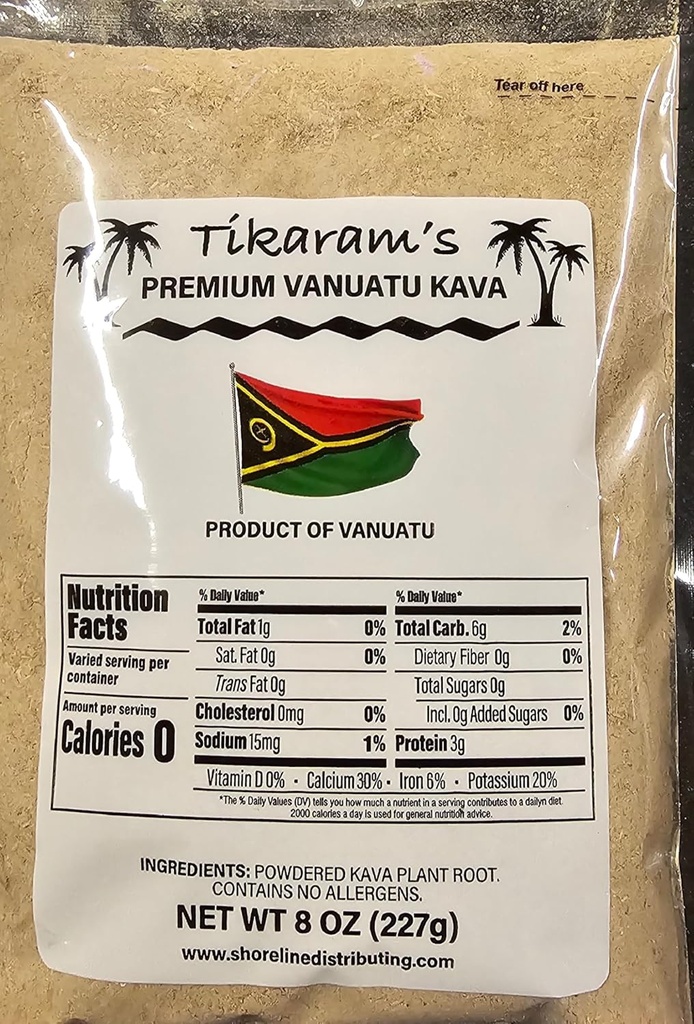 Tear off here
Tikaram's
PREMIUM VANUATU KAVA
PRODUCT OF VANUATU
Nutrition
Facts
Varied serving per
container
Amount per serving
Calories 0
% Daily Value*
Total Fat 1g 0%
Sat. Fat 0g 0%
Trans Fat 0g
Cholesterol 0mg 0%
Sodium 15mg 1%
% Daily Value*
Total Carb. 6g 2%
Dietary Fiber 0g 0%
Total Sugars 0g
Incl. 0g Added Sugars 0%
Protein 3g
Vitamin D 0% • Calcium 30% • Iron 6% • Potassium 20%
*The % Daily Values (DV) tells you how much a nutrient in a serving contributes to a dailyn diet.
2000 calories a day is used for general nutrition advice.
INGREDIENTS: POWDERED KAVA PLANT ROOT.
CONTAINS NO ALLERGENS.
NET WT 8 OZ (227g)
www.shorelinedistributing.com